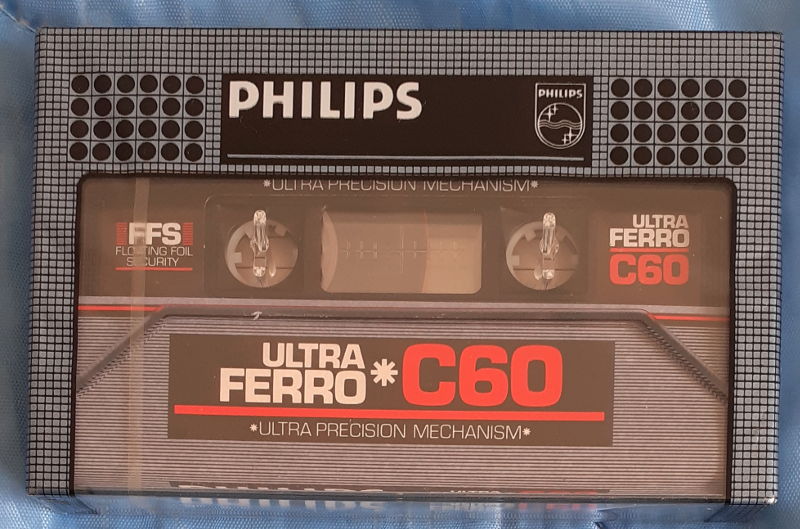 PHILIPS
PHILIPS
*ULTRA PRECISION MECHANISM*
FFS
FLOATING FOIL
SECURITY
ULTRA
FERRO
C60
ULTRA
FERRO*C60
*ULTRA PRECISION MECHANISM*